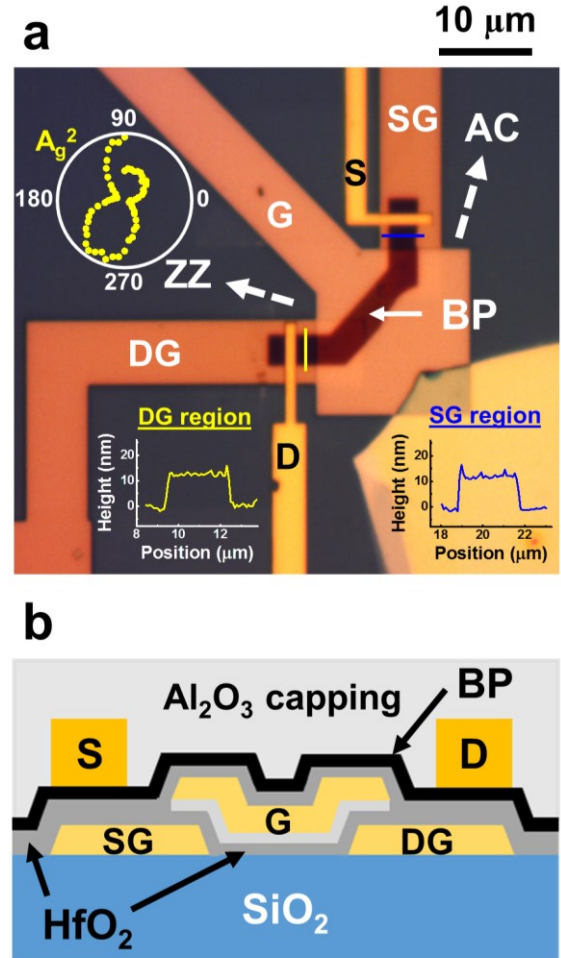 a
10 μm
SG
AC
S
90
A_g^2
180
0
270
G
ZZ
BP
DG
DG region
SG region
D
Height (nm)
20
10
0
8
10
12
Position (μm)
Height (nm)
20
10
0
18
20
22
Position (μm)
b
Al₂O₃ capping
BP
S
D
G
SG
DG
HfO₂
SiO₂